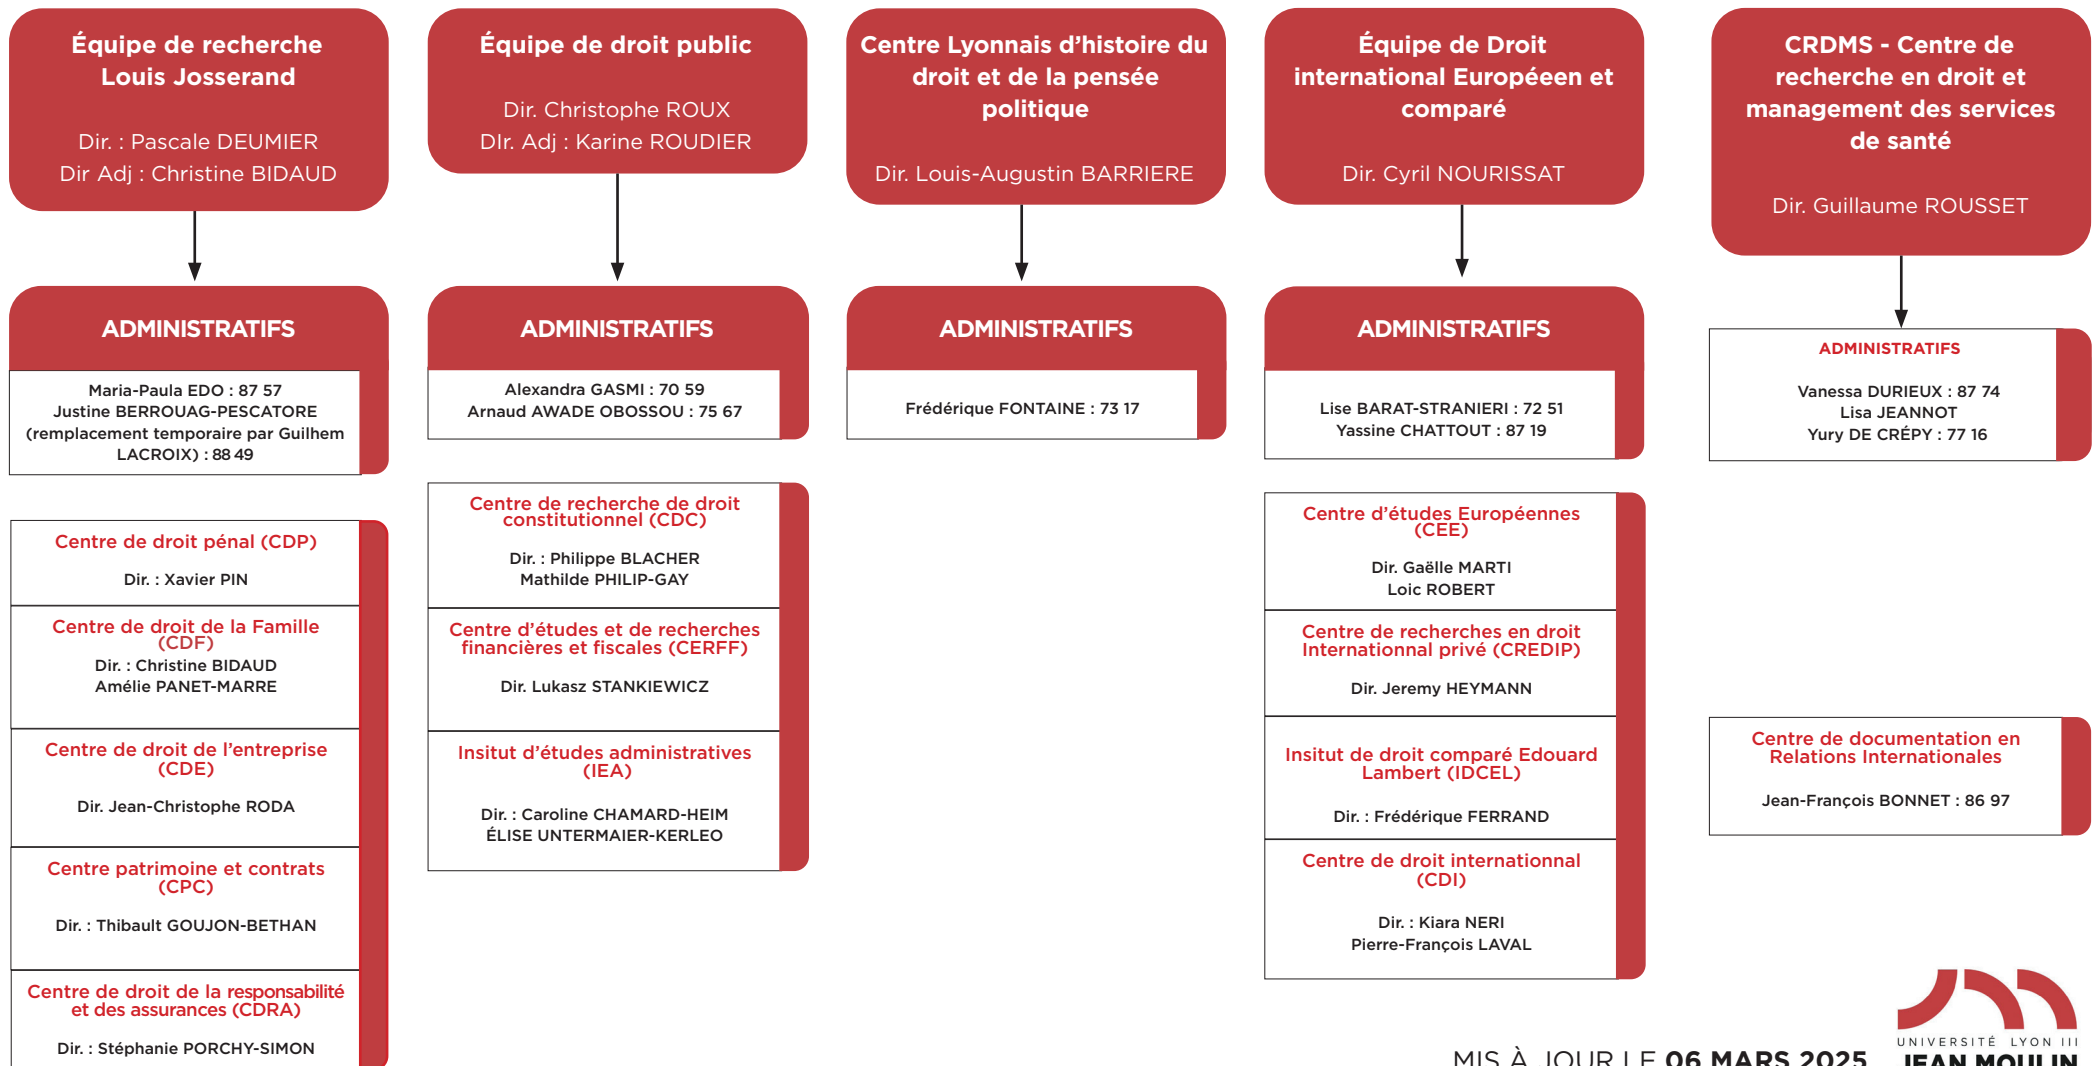 Équipe de recherche
Louis Josserand
Dir. : Pascale DEUMIER
Dir Adj : Christine BIDAUD
ADMINISTRATIFS
Maria-Paula EDO : 87 57
Justine BERROUAG-PESCATORE
(remplacement temporaire par Guilhem
LACROIX) : 88 49
Centre de droit pénal (CDP)
Dir. : Xavier PIN
Centre de droit de la Famille
(CDF)
Dir. : Christine BIDAUD
Amélie PANET-MARRE
Centre de droit de l'entreprise
(CDE)
Dir. Jean-Christophe RODA
Centre patrimoine et contrats
(CPC)
Dir. : Thibault GOUJON-BETHAN
Centre de droit de la responsabilité
et des assurances (CDRA)
Dir. : Stéphanie PORCHY-SIMON
Équipe de droit public
Dir. Christophe ROUX
DIr. Adj : Karine ROUDIER
ADMINISTRATIFS
Alexandra GASMI : 70 59
Arnaud AWADE OBOSSOU : 75 67
Centre de recherche de droit
constitutionnel (CDC)
Dir. : Philippe BLACHER
Mathilde PHILIP-GAY
Centre d'études et de recherches
financières et fiscales (CERFF)
Dir. Lukasz STANKIEWICZ
Insitut d'études administratives
(IEA)
Dir. : Caroline CHAMARD-HEIM
ÉLISE UNTERMAIER-KERLEO
Centre Lyonnais d'histoire du
droit et de la pensée
politique
Dir. Louis-Augustin BARRIERE
ADMINISTRATIFS
Frédérique FONTAINE : 73 17
Équipe de Droit
international Européeen et
comparé
Dir. Cyril NOURISSAT
ADMINISTRATIFS
Lise BARAT-STRANIERI : 72 51
Yassine CHATTOUT : 87 19
Centre d'études Européennes
(CEE)
Dir. Gaëlle MARTI
Loic ROBERT
Centre de recherches en droit
Internationnal privé (CREDIP)
Dir. Jeremy HEYMANN
Insitut de droit comparé Edouard
Lambert (IDCEL)
Dir. : Frédérique FERRAND
Centre de droit internationnal
(CDI)
Dir. : Kiara NERI
Pierre-François LAVAL
CRDMS - Centre de
recherche en droit et
management des services
de santé
Dir. Guillaume ROUSSET
ADMINISTRATIFS
Vanessa DURIEUX : 87 74
Lisa JEANNOT
Yury DE CRÉPY : 77 16
Centre de documentation en
Relations Internationales
Jean-François BONNET : 86 97
MIS À JOUR LE 06 MARS 2025
UNIVERSITÉ LYON III
JEAN MOULIN